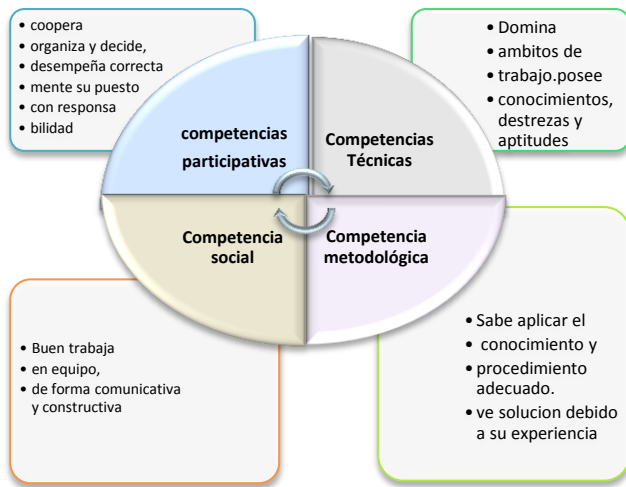 • coopera
• organiza y decide,
• desempeña correcta
• mente su puesto
• con responsa
• bilidad
• Domina
• ambitos de
• trabajo.posee
• conocimientos,
destrezas y
aptitudes
competencias
participativas
Competencias
Técnicas
Competencia
social
Competencia
metodológica
• Buen trabaja
• en equipo,
• de forma comunicativa
y constructiva
• Sabe aplicar el
• conocimiento y
• procedimiento
adecuado.
• ve solucion debido
a su experiencia